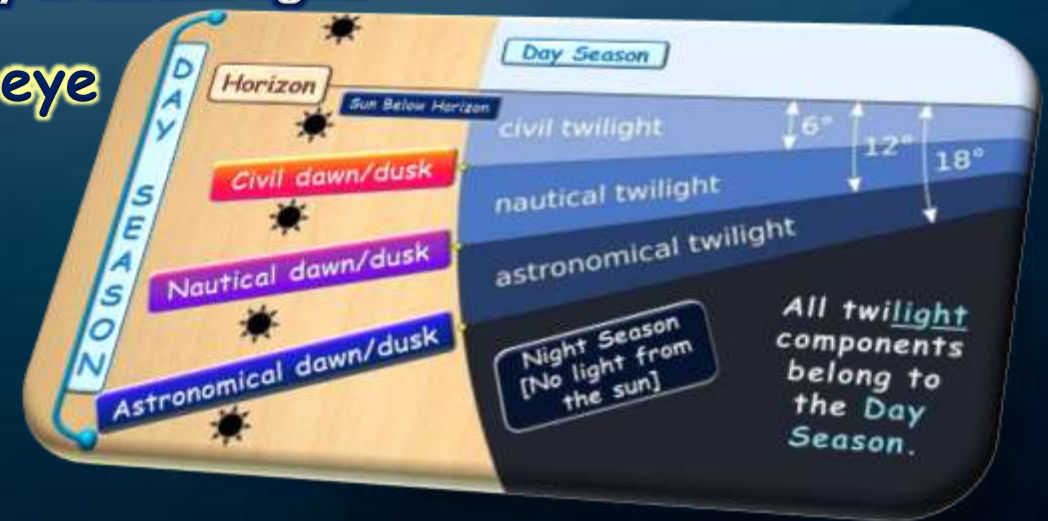 eye
DAY SEASON
Horizon
Sun Below Horizon
Civil dawn/dusk
Nautical dawn/dusk
Astronomical dawn/dusk
Day Season
civil twilight
6°
12°
18°
nautical twilight
astronomical twilight
Night Season
[No light from
the sun]
All twilight
components
belong to
the Day
Season.